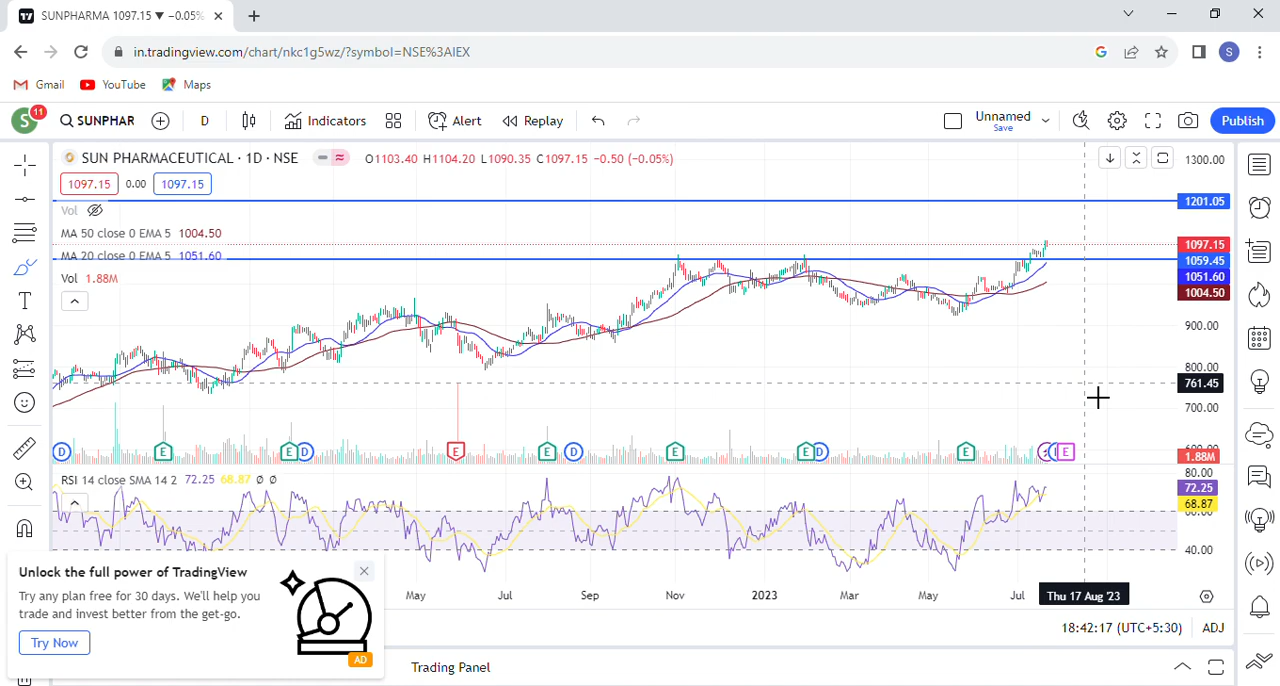 SUNPHARMA 1097.15 ▼ −0.05%
in.tradingview.com/chart/nkc1g5wz/?symbol=NSE%3AIEX
S
Gmail YouTube Maps
S 11 SUNPHAR D Indicators Alert Replay Unnamed Save Publish
SUN PHARMACEUTICAL · 1D · NSE O1103.40 H1104.20 L1090.35 C1097.15 −0.50 (−0.05%)
1097.15 0.00 1097.15
Vol
MA 50 close 0 EMA 5 1004.50
MA 20 close 0 EMA 5 1051.60
Vol 1.88M
1300.00
1201.05
1097.15
1059.45
1051.60
1004.50
900.00
800.00
761.45
700.00
600.00
1.88M
D E E D E E D E E D E E
RSI 14 close SMA 14 2 72.25 68.87 Ø Ø
80.00
72.25
68.87
60.00
40.00
May Jul Sep Nov 2023 Mar May Jul Thu 17 Aug '23
Unlock the full power of TradingView
Try any plan free for 30 days. We'll help you
trade and invest better from the get-go.
Try Now
AD
18:42:17 (UTC+5:30) ADJ
Trading Panel